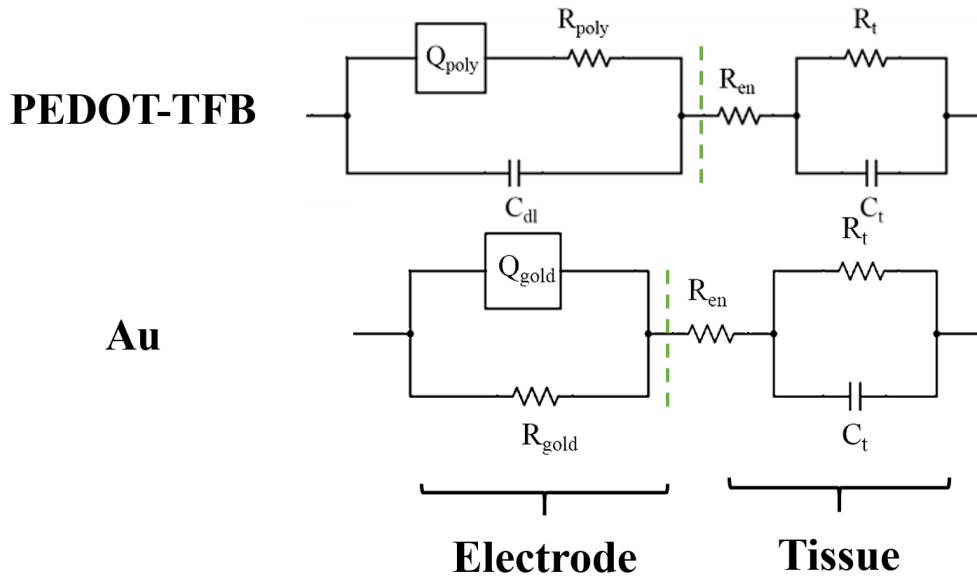 R_poly
R_t
Q_poly
R_en
PEDOT-TFB
C_dl
C_t
R_t
Q_gold
R_en
Au
R_gold
C_t
Electrode
Tissue